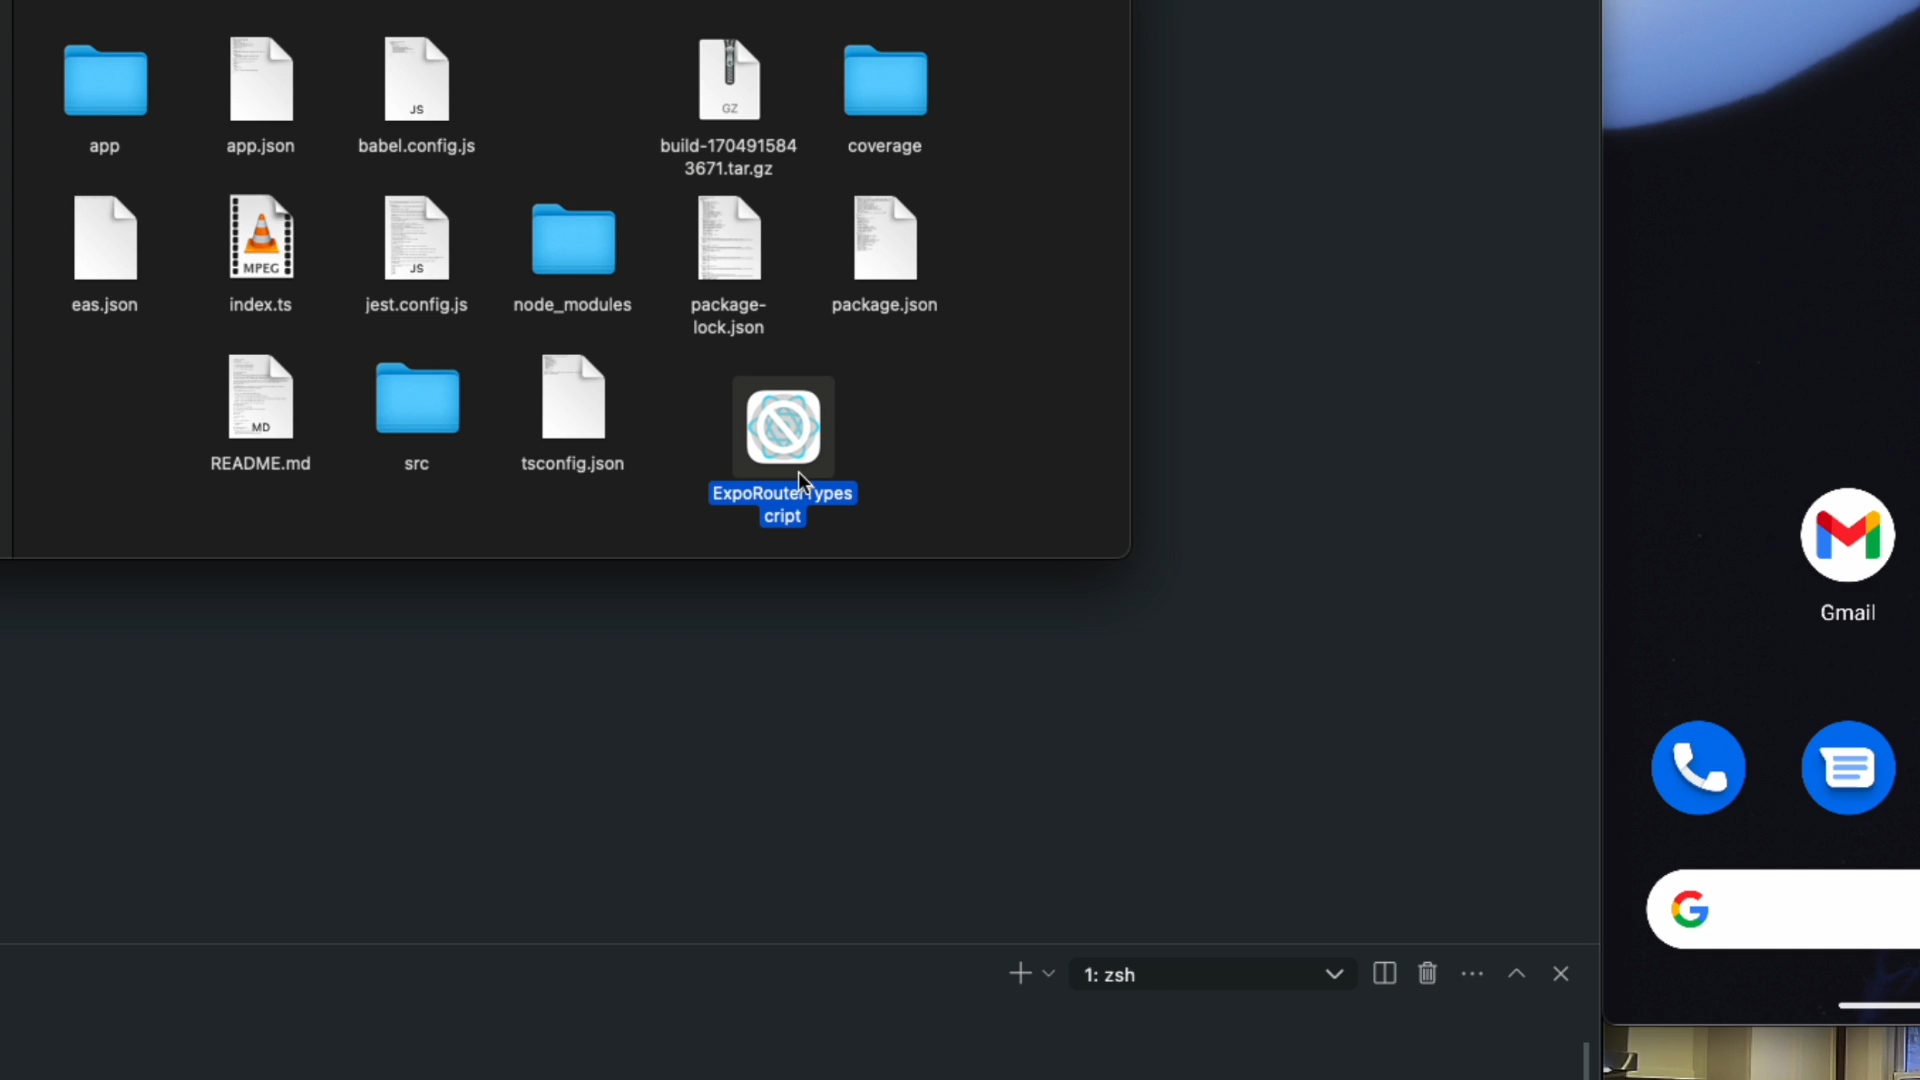 app
app.json
JS
babel.config.js
GZ
build-170491584
3671.tar.gz
coverage
eas.json
MPEG
index.ts
JS
jest.config.js
node_modules
package-
lock.json
package.json
MD
README.md
src
tsconfig.json
ExpoRouterTypes
cript
Gmail
1: zsh